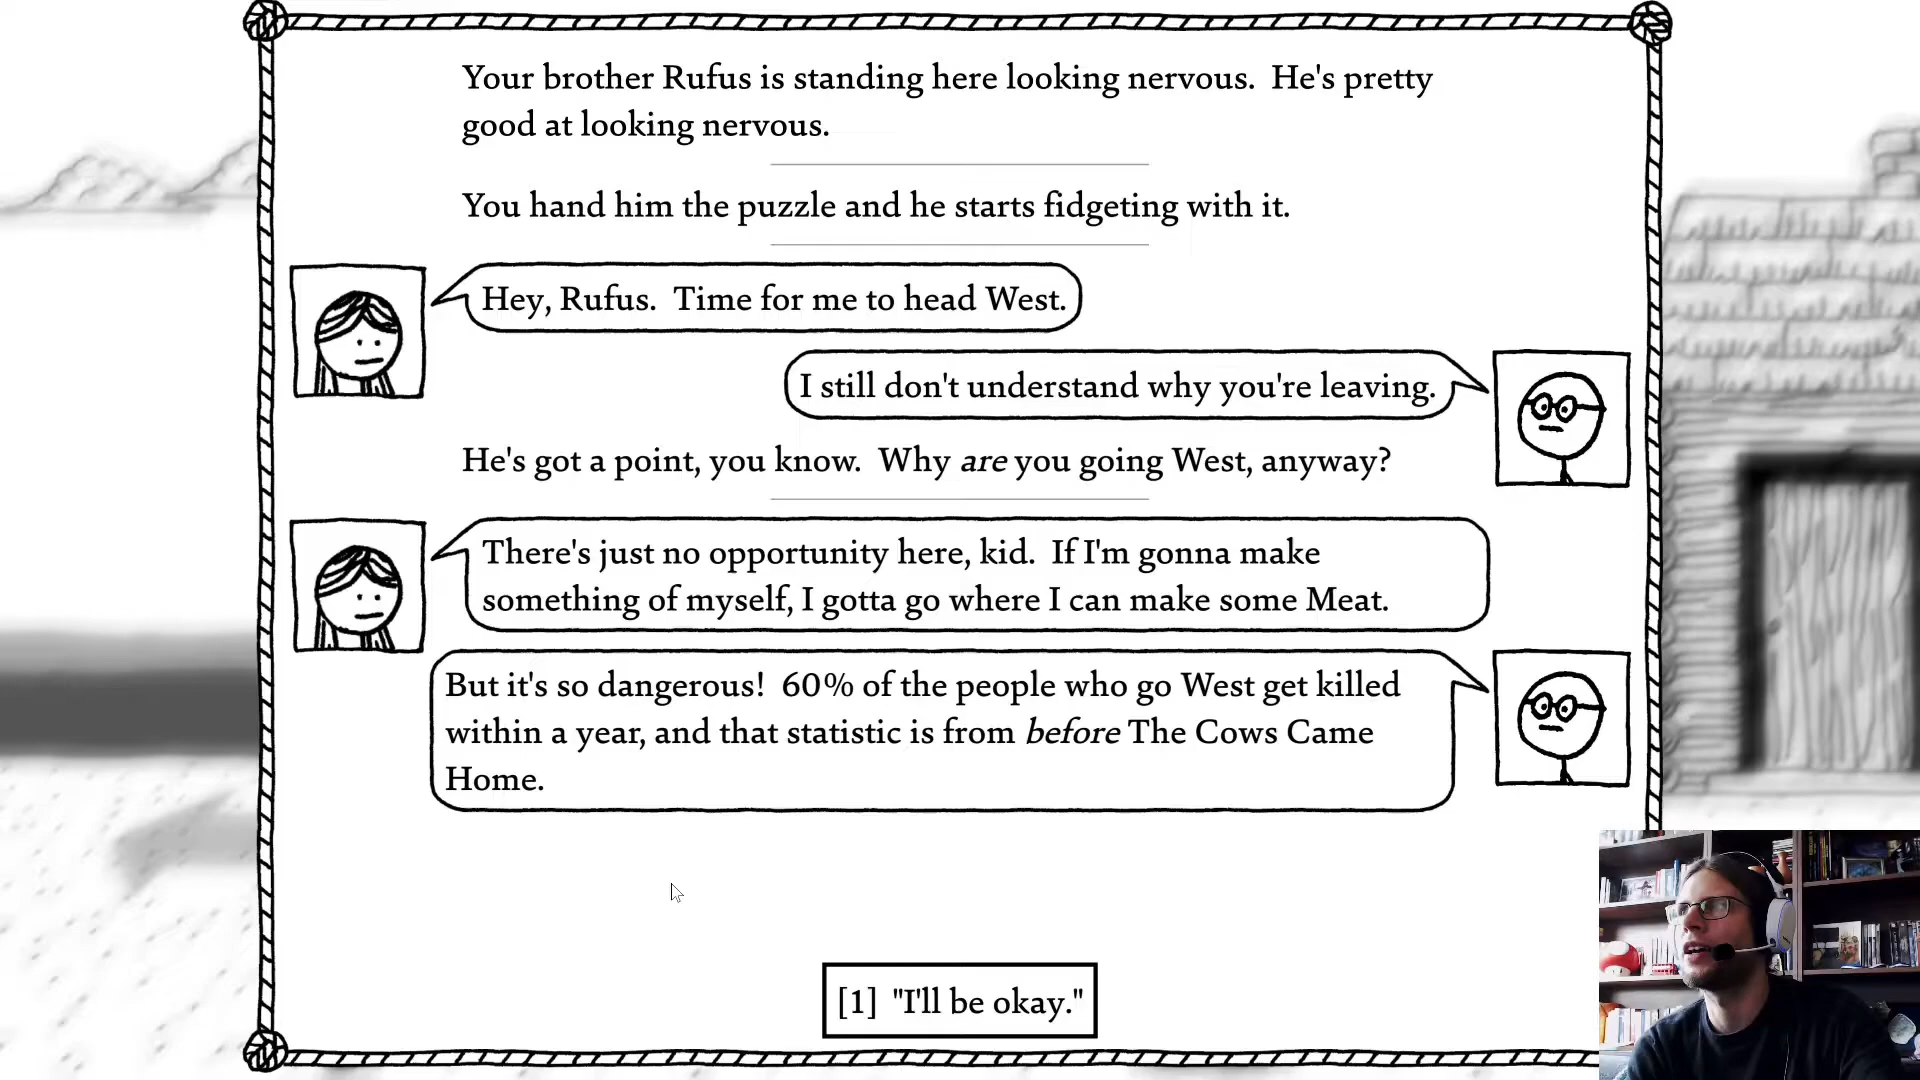 Your brother Rufus is standing here looking nervous.  He's pretty
good at looking nervous.
You hand him the puzzle and he starts fidgeting with it.
Hey, Rufus.  Time for me to head West.
I still don't understand why you're leaving.
He's got a point, you know.  Why are you going West, anyway?
There's just no opportunity here, kid.  If I'm gonna make
something of myself, I gotta go where I can make some Meat.
But it's so dangerous!  60% of the people who go West get killed
within a year, and that statistic is from before The Cows Came
Home.
[1]  "I'll be okay."